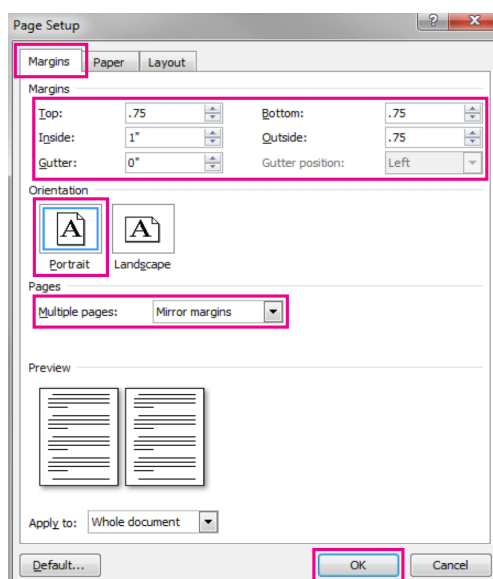 Page Setup
Margins Paper Layout
Margins
Top: .75 Bottom: .75
Inside: 1" Outside: .75
Gutter: 0" Gutter position: Left
Orientation
A A
Portrait Landscape
Pages
Multiple pages: Mirror margins
Preview
Apply to: Whole document
Default... OK Cancel